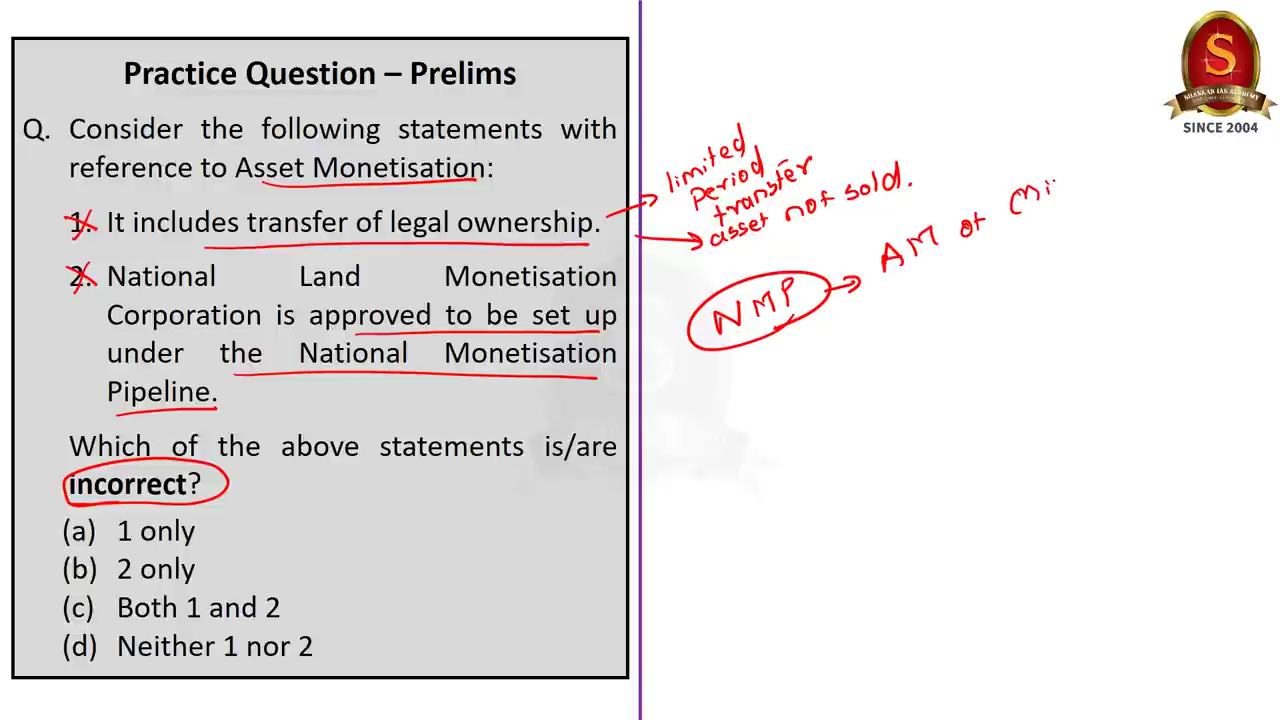 Practice Question – Prelims
Q. Consider the following statements with
reference to Asset Monetisation:
1. It includes transfer of legal ownership.
2. National Land Monetisation
Corporation is approved to be set up
under the National Monetisation
Pipeline.
Which of the above statements is/are
incorrect?
(a) 1 only
(b) 2 only
(c) Both 1 and 2
(d) Neither 1 nor 2
limited
period
transfer
asset not sold.
NMP
AM of
S
SHANKAR IAS ACADEMY
SINCE 2004